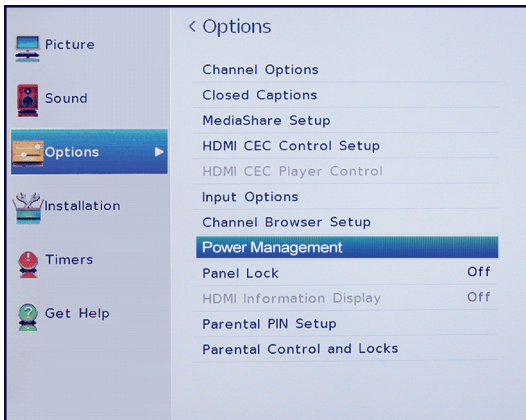 Picture
Sound
Options
Installation
Timers
Get Help
< Options
Channel Options
Closed Captions
MediaShare Setup
HDMI CEC Control Setup
HDMI CEC Player Control
Input Options
Channel Browser Setup
Power Management
Panel Lock Off
HDMI Information Display Off
Parental PIN Setup
Parental Control and Locks